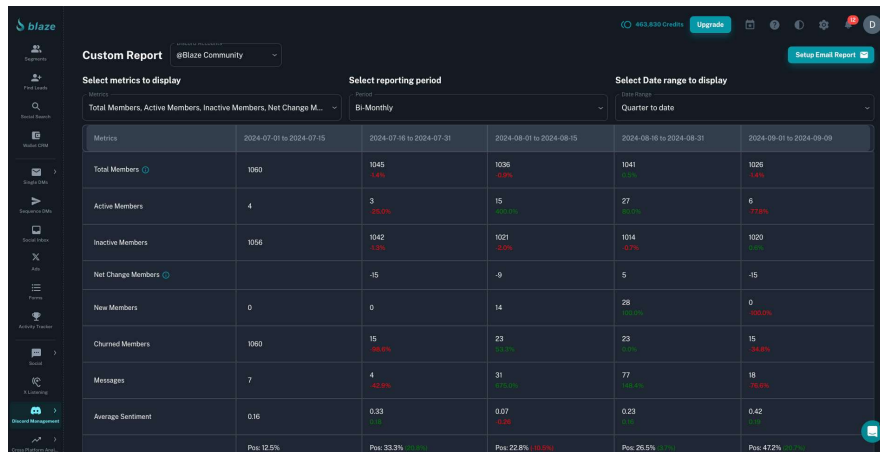 blaze
463,830 Credits
Upgrade
12
D
Segments
Custom Report
@Blaze Community
Setup Email Report
Find Leads
Select metrics to display
Select reporting period
Select Date range to display
Metrics
Period
Date Range
Social Search
Total Members, Active Members, Inactive Members, Net Change M...
Bi-Monthly
Quarter to date
Wallet CRM
Metrics 2024-07-01 to 2024-07-15 2024-07-16 to 2024-07-31 2024-08-01 to 2024-08-15 2024-08-16 to 2024-08-31 2024-09-01 to 2024-09-09
Single DMs
Total Members 1060 1045 1036 1041 1026
-1.4% -0.9% 0.5% -1.4%
Sequence DMs
Active Members 4 3 15 27 6
-25.0% 400.0% 80.0% -77.8%
Social Inbox
Inactive Members 1056 1042 1021 1014 1020
-1.3% -2.0% -0.7% 0.6%
Ads
Net Change Members -15 -9 5 -15
Forms
New Members 0 0 14 28 0
100.0% -100.0%
Activity Tracker
Churned Members 1060 15 23 23 15
-98.6% 53.3% 0.0% -34.8%
Social
Messages 7 4 31 77 18
-42.9% 675.0% 148.4% -76.6%
X Listening
Average Sentiment 0.16 0.33 0.07 0.23 0.42
-0.26 0.16
Discord Management
Pos: 12.5% Pos: 33.3% Pos: 22.8% Pos: 26.5% Pos: 47.2%
Cross Platform Anal...